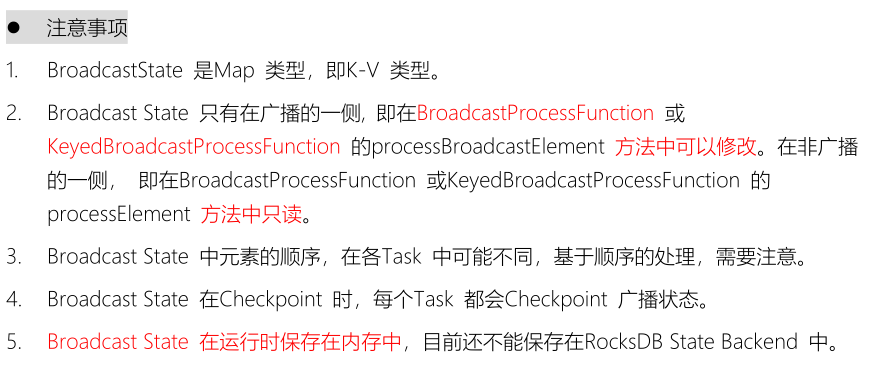 ● 注意事项
1. BroadcastState 是Map 类型，即K-V 类型。
2. Broadcast State 只有在广播的一侧, 即在BroadcastProcessFunction 或
KeyedBroadcastProcessFunction 的processBroadcastElement 方法中可以修改。在非广播
的一侧， 即在BroadcastProcessFunction 或KeyedBroadcastProcessFunction 的
processElement 方法中只读。
3. Broadcast State 中元素的顺序，在各Task 中可能不同，基于顺序的处理，需要注意。
4. Broadcast State 在Checkpoint 时，每个Task 都会Checkpoint 广播状态。
5. Broadcast State 在运行时保存在内存中，目前还不能保存在RocksDB State Backend 中。